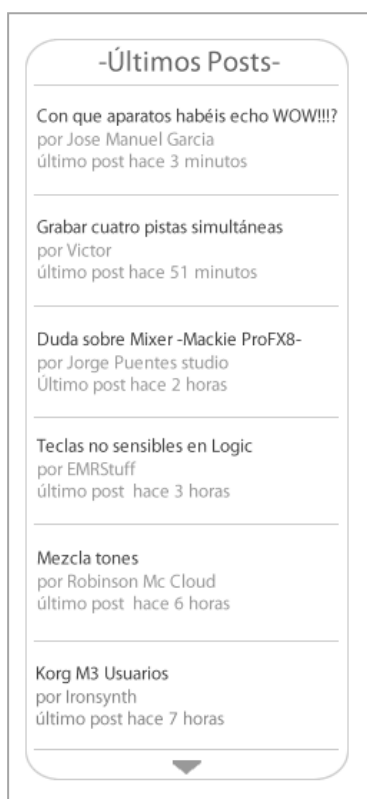 -Últimos Posts-
Con que aparatos habéis echo WOW!!!?
por Jose Manuel Garcia
último post hace 3 minutos
Grabar cuatro pistas simultáneas
por Victor
último post hace 51 minutos
Duda sobre Mixer -Mackie ProFX8-
por Jorge Puentes studio
Último post hace 2 horas
Teclas no sensibles en Logic
por EMRStuff
último post hace 3 horas
Mezcla tones
por Robinson Mc Cloud
último post hace 6 horas
Korg M3 Usuarios
por Ironsynth
último post hace 7 horas